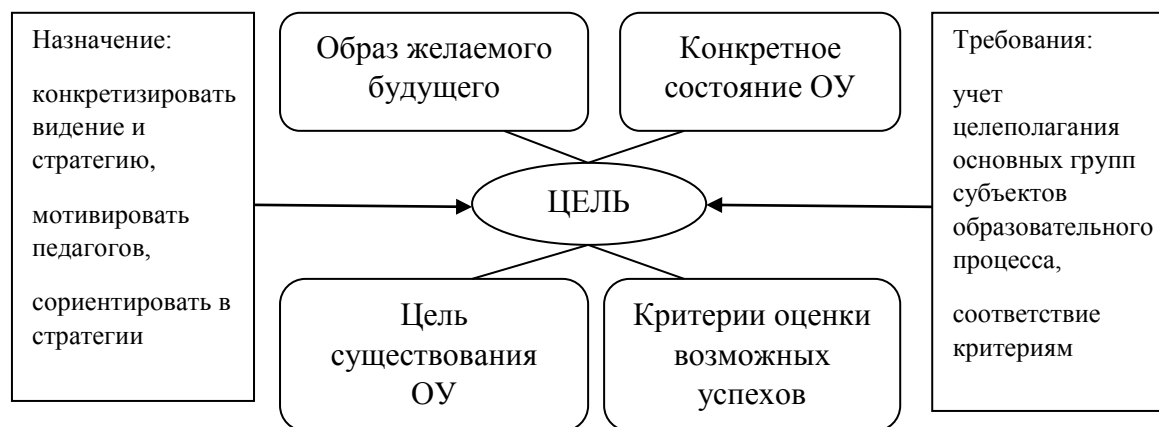 Назначение:
конкретизировать
видение и
стратегию,
мотивировать
педагогов,
сориентировать в
стратегии
Образ желаемого
будущего
Конкретное
состояние ОУ
ЦЕЛЬ
Цель
существования
ОУ
Критерии оценки
возможных
успехов
Требования:
учет
целеполагания
основных групп
субъектов
образовательного
процесса,
соответствие
критериям